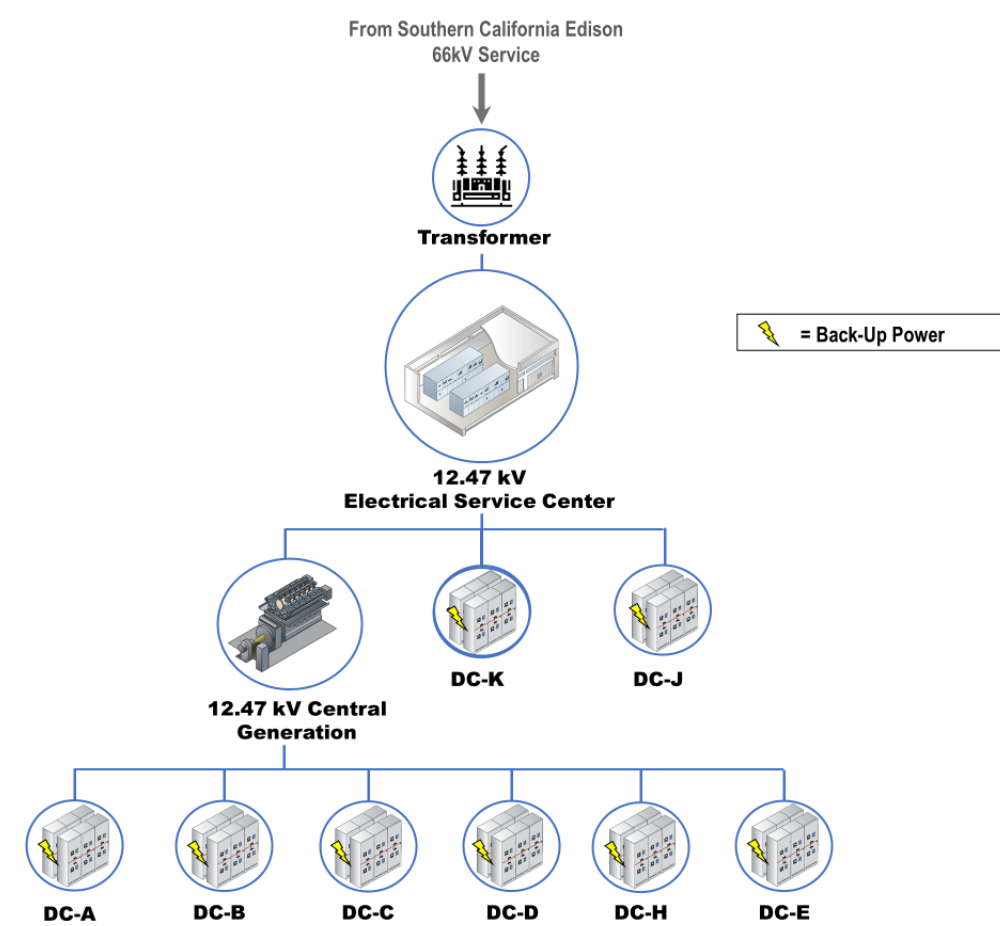 From Southern California Edison
66kV Service
Transformer
= Back-Up Power
12.47 kV
Electrical Service Center
DC-K
DC-J
12.47 kV Central
Generation
DC-A
DC-B
DC-C
DC-D
DC-H
DC-E